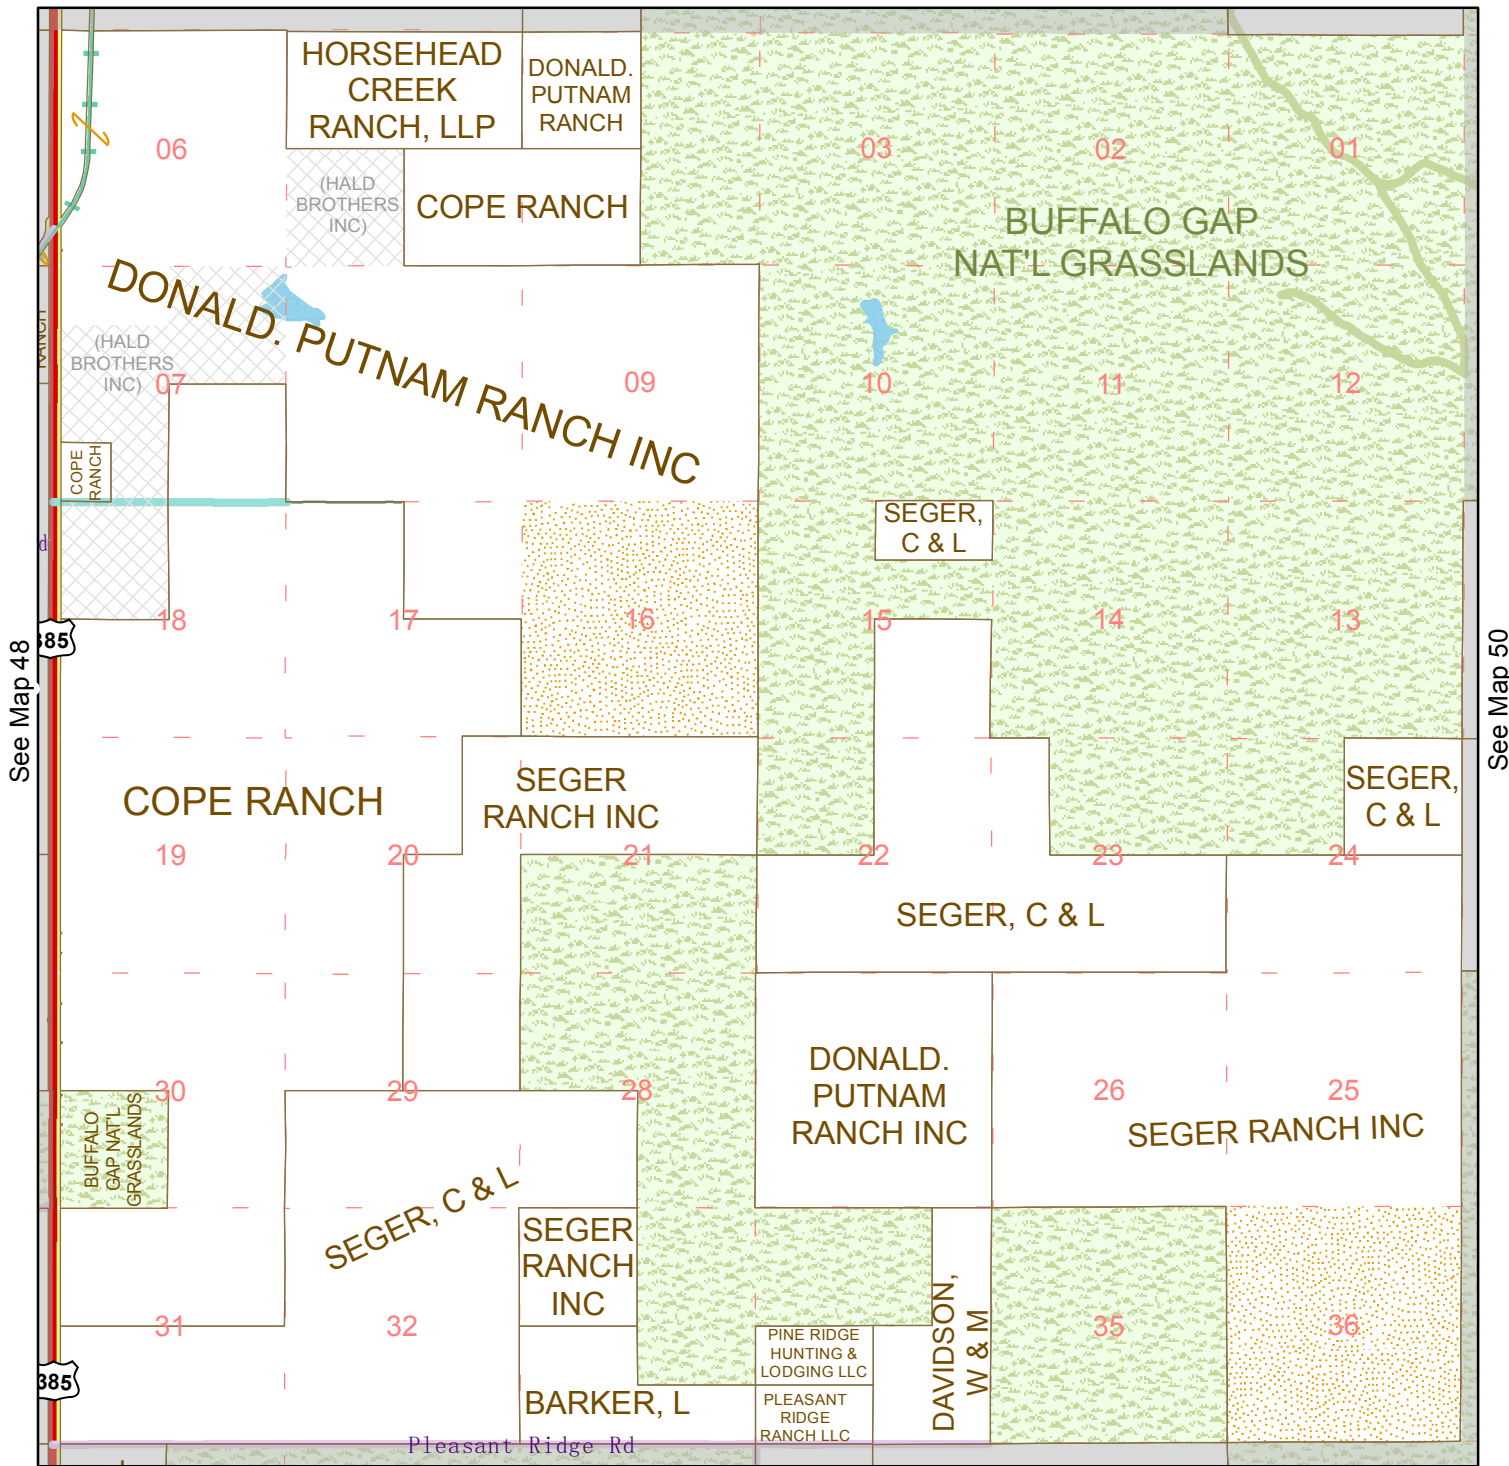 HORSEHEAD
CREEK
RANCH, LLP
DONALD.
PUTNAM
RANCH
06
03
02
01
(HALD
BROTHERS
INC)
COPE RANCH
BUFFALO GAP
NAT'L GRASSLANDS
DONALD. PUTNAM RANCH INC
RANCH
(HALD
BROTHERS
INC)
07
09
10
11
12
COPE
RANCH
SEGER,
C & L
d
18
17
16
15
14
13
385
See Map 48
See Map 50
COPE RANCH
SEGER
RANCH INC
SEGER,
C & L
19
20
21
22
23
24
SEGER, C & L
DONALD.
PUTNAM
RANCH INC
30
29
28
26
25
SEGER RANCH INC
BUFFALO
GAP NAT'L
GRASSLANDS
SEGER, C & L
SEGER
RANCH
INC
31
32
35
36
DAVIDSON,
W & M
PINE RIDGE
HUNTING &
LODGING LLC
385
BARKER, L
PLEASANT
RIDGE
RANCH LLC
Pleasant Ridge Rd